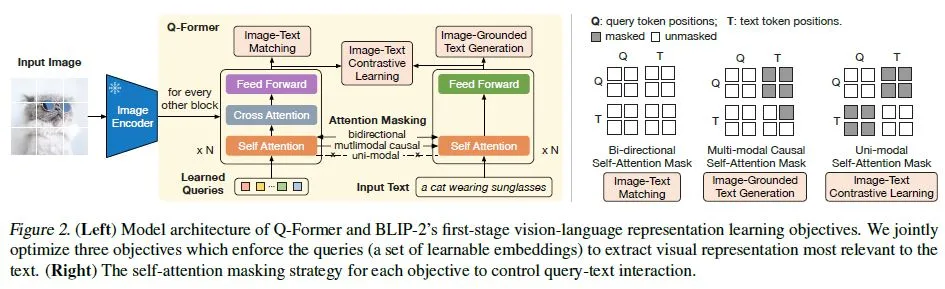 Q-Former
Image-Text
Matching
Image-Text
Contrastive
Learning
Image-Grounded
Text Generation
Input Image
Image
Encoder
for every
other block
Feed Forward
Cross Attention
Self Attention
x N
Attention Masking
bidirectional
mutlimodal causal
uni-modal
Feed Forward
Self Attention
x N
Learned
Queries
...
Input Text
a cat wearing sunglasses
Q: query token positions; T: text token positions.
masked unmasked
Q T
Q
T
Bi-directional
Self-Attention Mask
Image-Text
Matching
Q T
Q
T
Multi-modal Causal
Self-Attention Mask
Image-Grounded
Text Generation
Q T
Q
T
Uni-modal
Self-Attention Mask
Image-Text
Contrastive Learning
Figure 2. (Left) Model architecture of Q-Former and BLIP-2's first-stage vision-language representation learning objectives. We jointly
optimize three objectives which enforce the queries (a set of learnable embeddings) to extract visual representation most relevant to the
text. (Right) The self-attention masking strategy for each objective to control query-text interaction.